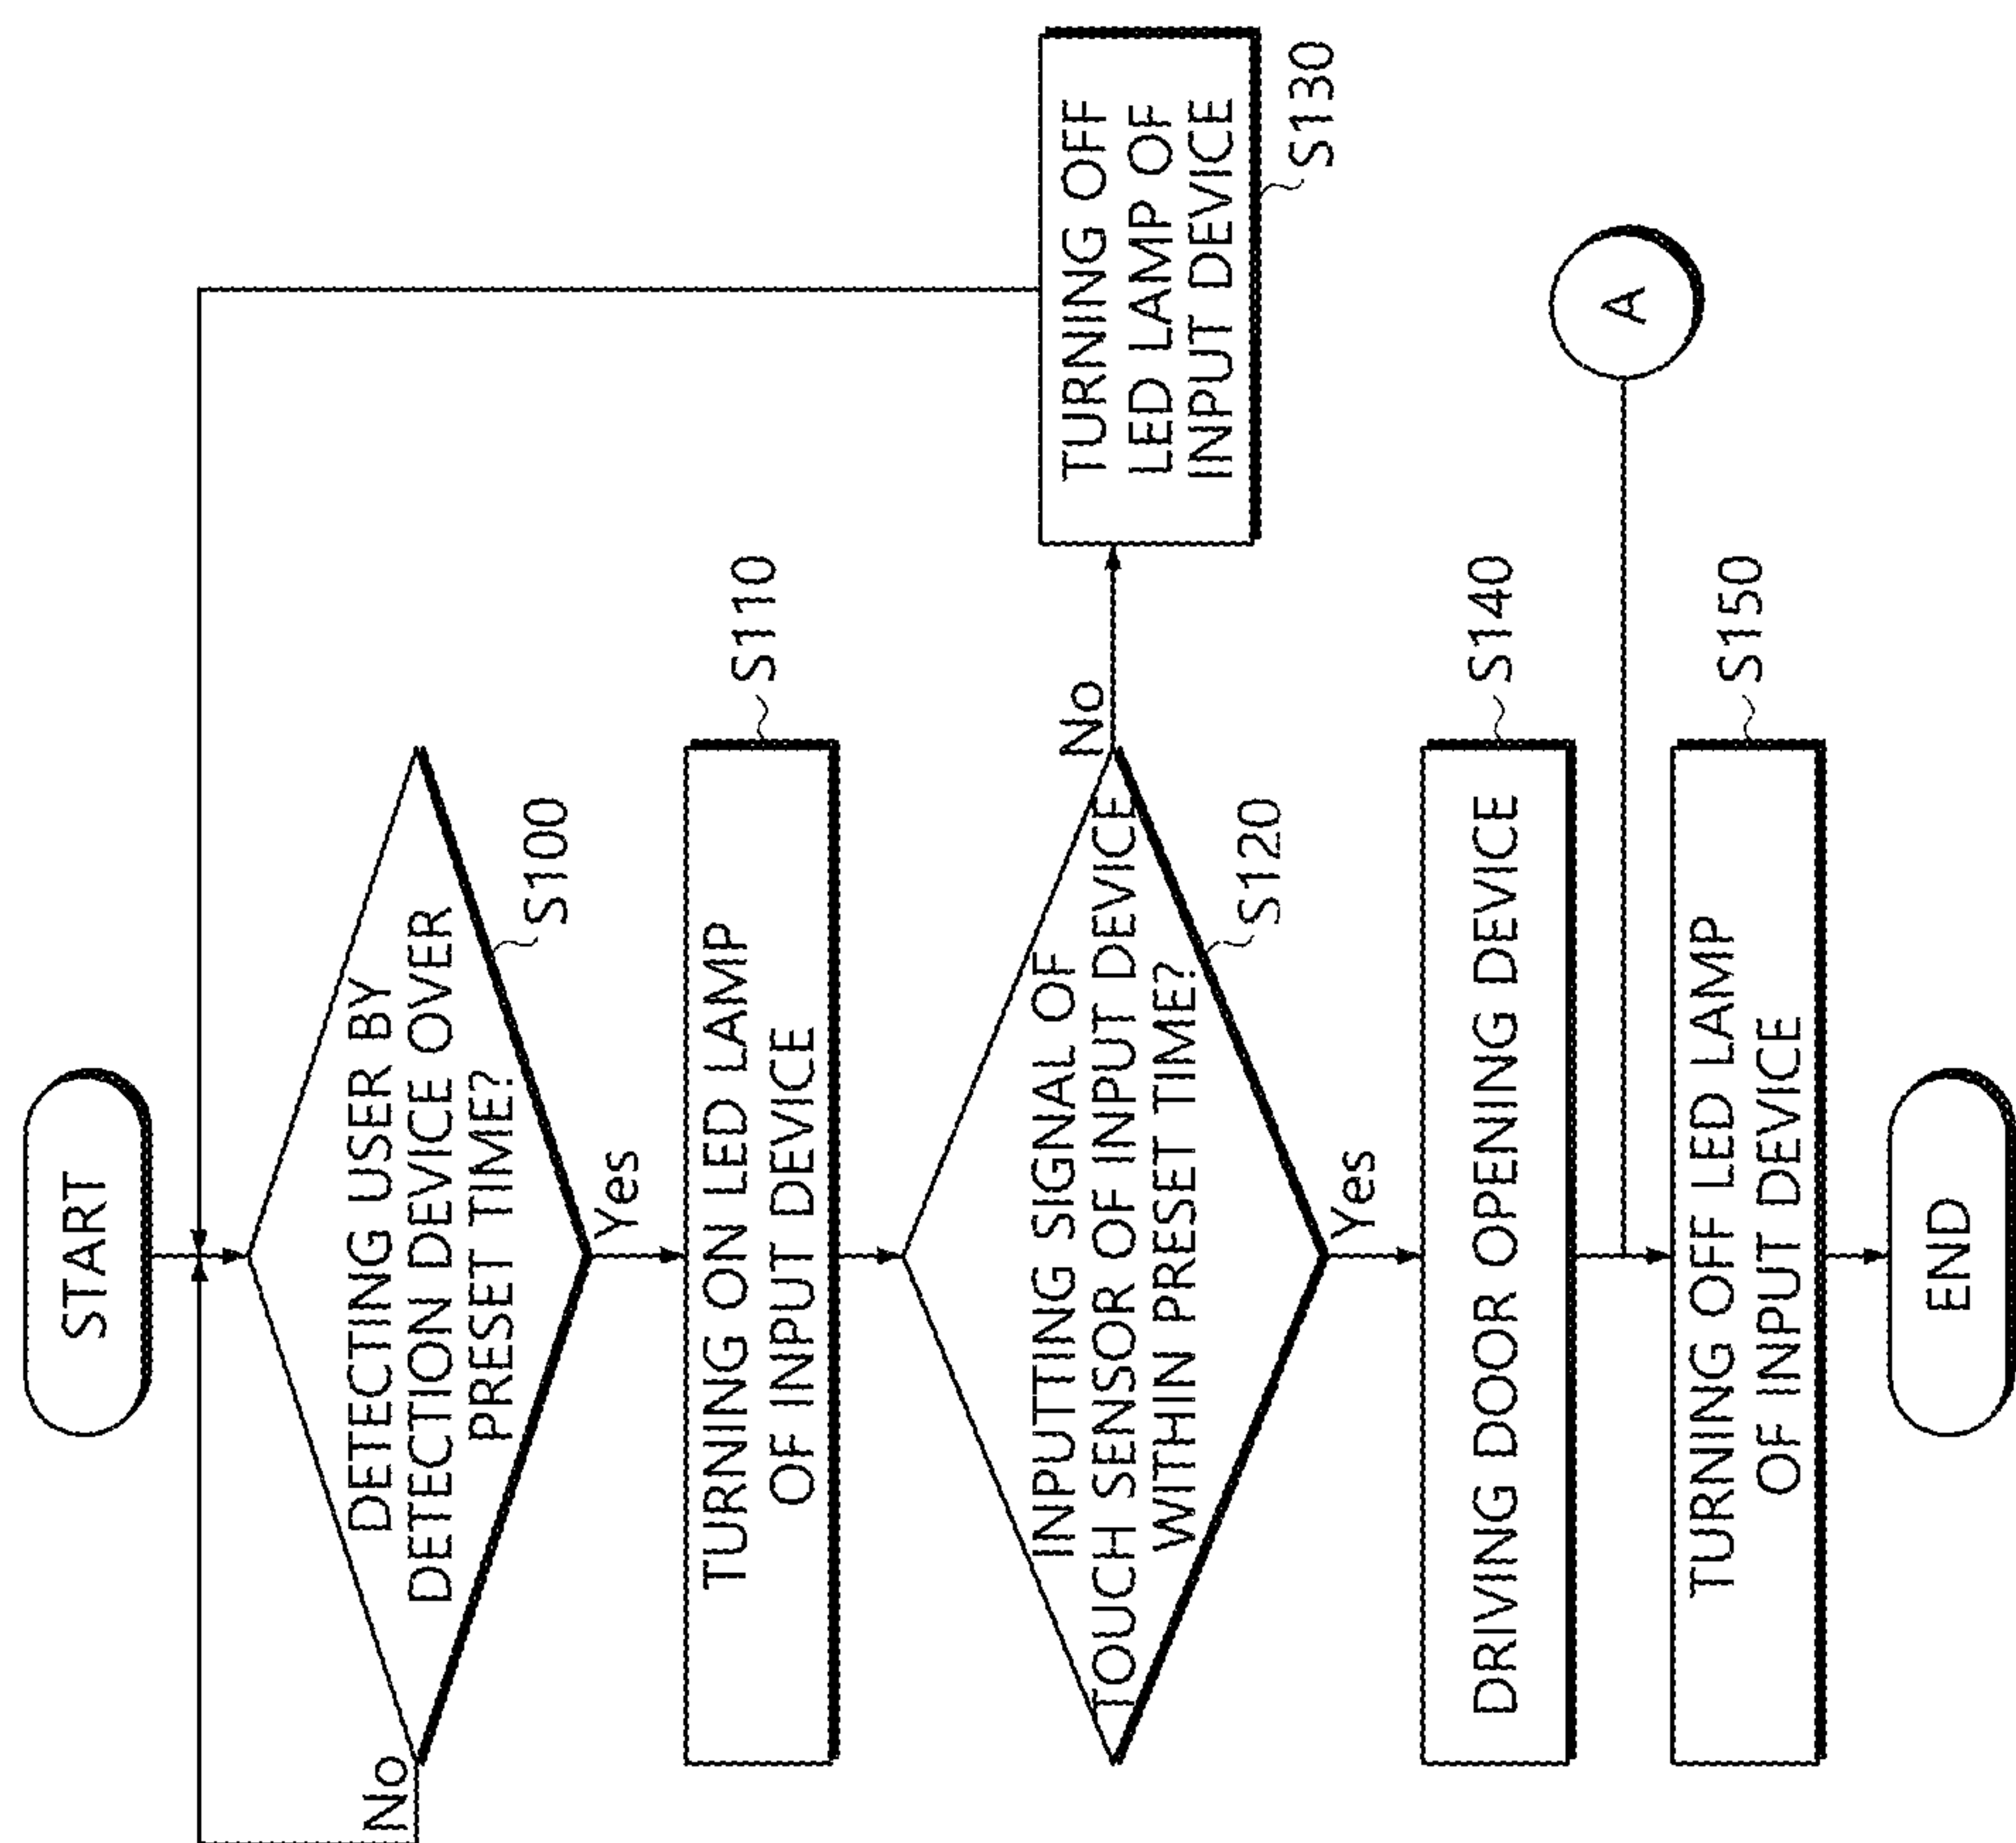 START
DETECTING USER BY
DETECTION DEVICE OVER
PRESET TIME?
S100
No
Yes
TURNING ON LED LAMP
OF INPUT DEVICE
S110
INPUTTING SIGNAL OF
TOUCH SENSOR OF INPUT DEVICE
WITHIN PRESET TIME?
S120
No
TURNING OFF
LED LAMP OF
INPUT DEVICE
S130
Yes
DRIVING DOOR OPENING DEVICE
S140
A
TURNING OFF LED LAMP
OF INPUT DEVICE
S150
END